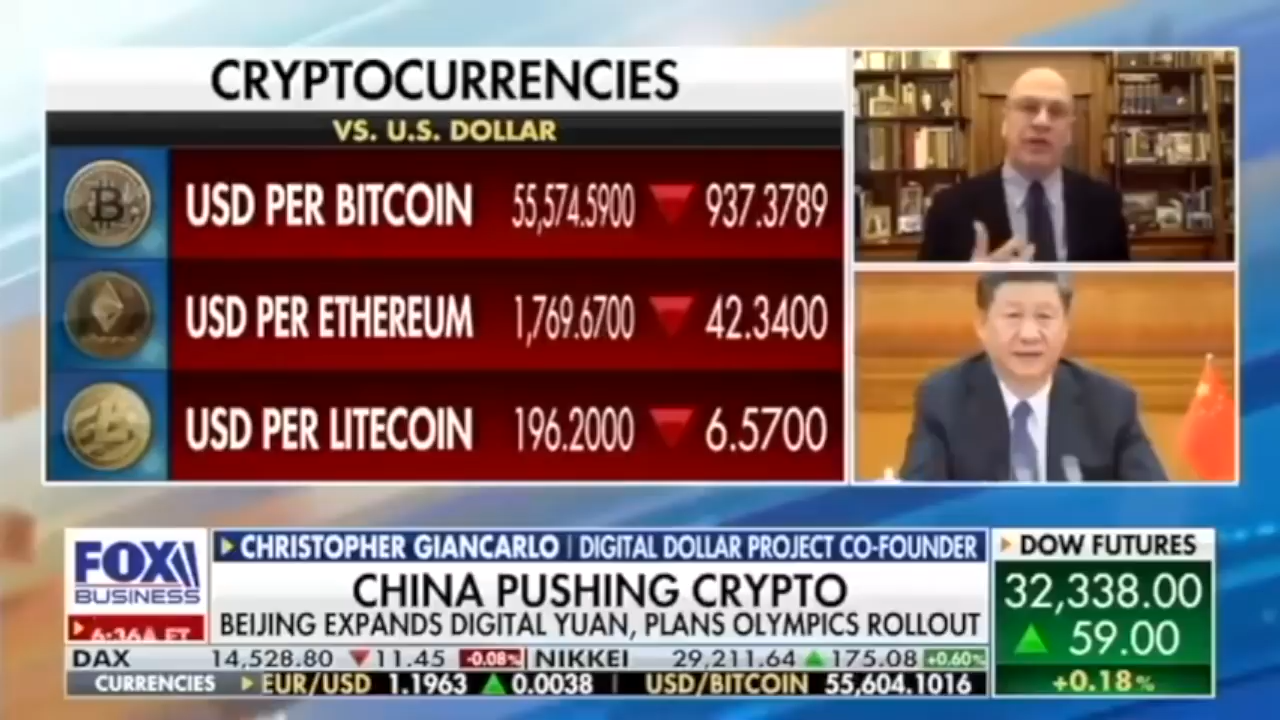 CRYPTOCURRENCIES
VS. U.S. DOLLAR
USD PER BITCOIN 55,574.5900 937.3789
USD PER ETHEREUM 1,769.6700 42.3400
USD PER LITECOIN 196.2000 6.5700
FOX BUSINESS
CHRISTOPHER GIANCARLO | DIGITAL DOLLAR PROJECT CO-FOUNDER
CHINA PUSHING CRYPTO
BEIJING EXPANDS DIGITAL YUAN, PLANS OLYMPICS ROLLOUT
6:36A ET
DOW FUTURES
32,338.00
59.00
+0.18%
DAX 14,528.80 11.45 -0.08% NIKKEI 29,211.64 175.08 +0.60%
CURRENCIES EUR/USD 1.1963 0.0038 | USD/BITCOIN 55,604.1016